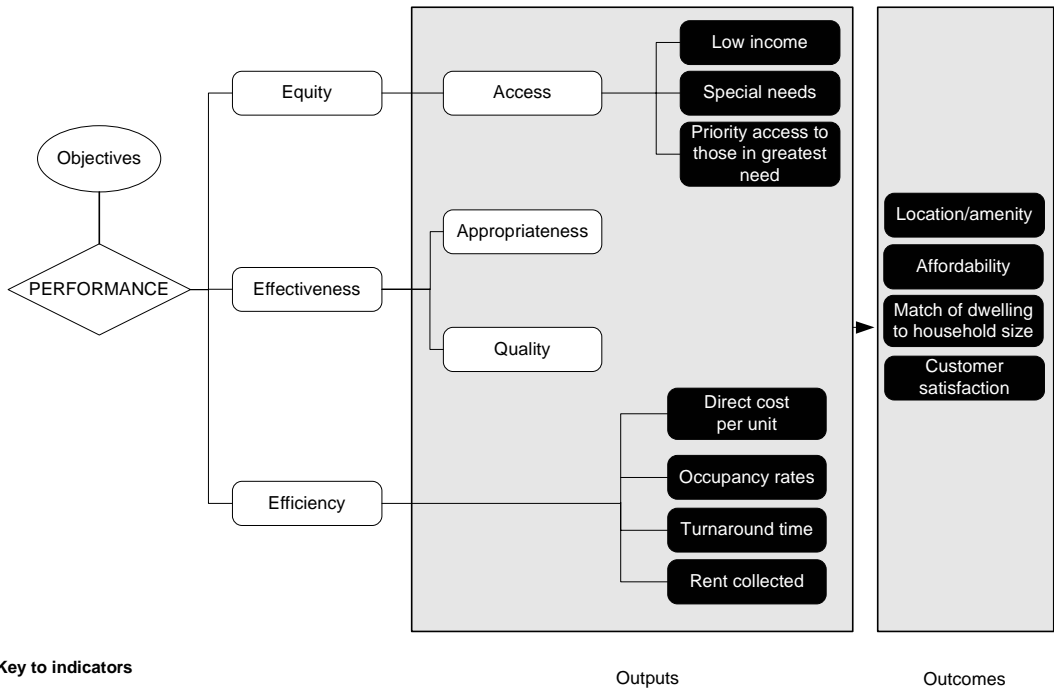 Objectives
PERFORMANCE
Equity
Access
Low income
Special needs
Priority access to
those in greatest
need
Effectiveness
Appropriateness
Quality
Efficiency
Direct cost
per unit
Occupancy rates
Turnaround time
Rent collected
Location/amenity
Affordability
Match of dwelling
to household size
Customer
satisfaction
Key to indicators
Outputs
Outcomes